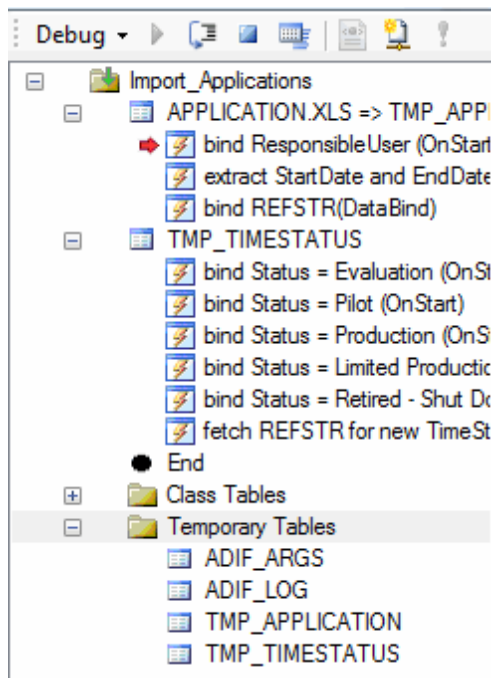 Debug
Import_Applications
APPLICATION.XLS => TMP_APPL
bind ResponsibleUser (OnStart
extract StartDate and EndDate
bind REFSTR(DataBind)
TMP_TIMESTATUS
bind Status = Evaluation (OnSt
bind Status = Pilot (OnStart)
bind Status = Production (OnSt
bind Status = Limited Productio
bind Status = Retired - Shut Do
fetch REFSTR for new TimeSt
End
Class Tables
Temporary Tables
ADIF_ARGS
ADIF_LOG
TMP_APPLICATION
TMP_TIMESTATUS